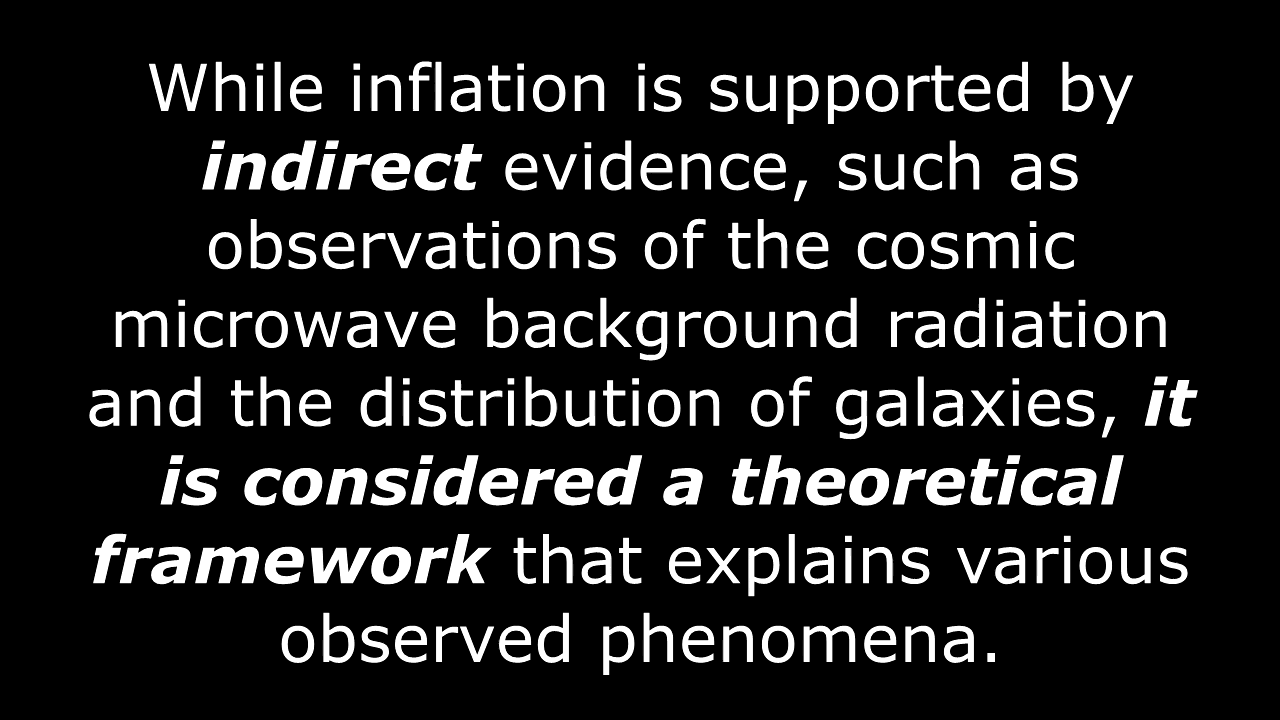 While inflation is supported by
indirect evidence, such as
observations of the cosmic
microwave background radiation
and the distribution of galaxies, it
is considered a theoretical
framework that explains various
observed phenomena.